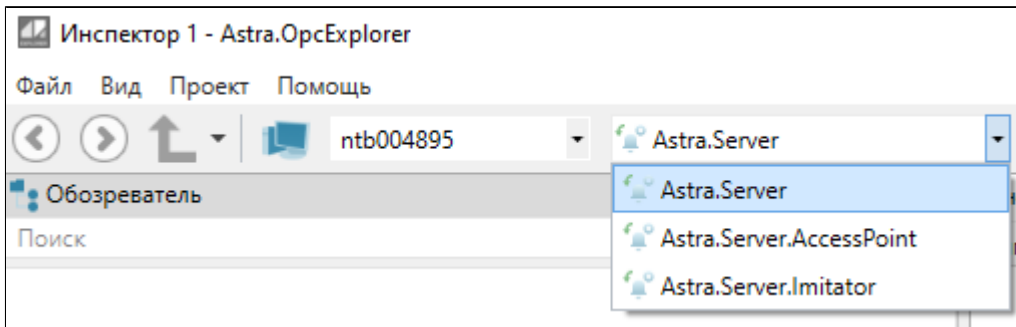 Инспектор 1 - Astra.OpcExplorer
Файл Вид Проект Помощь
ntb004895 Astra.Server
Обозреватель Astra.Server
Поиск Astra.Server.AccessPoint
Astra.Server.Imitator